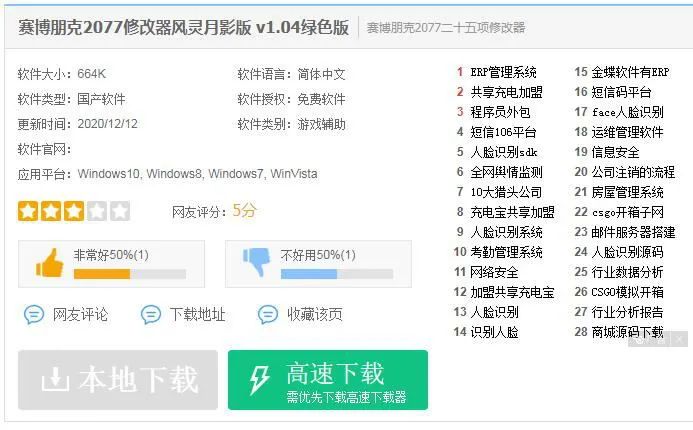 赛博朋克2077修改器风灵月影版 v1.04绿色版
赛博朋克2077二十五项修改器
软件大小：664K
软件语言：简体中文
软件类型：国产软件
软件授权：免费软件
更新时间：2020/12/12
软件类别：游戏辅助
软件官网：
应用平台：Windows10, Windows8, Windows7, WinVista
网友评分：5分
非常好50%(1)
不好用50%(1)
网友评论
下载地址
收藏该页
本地下载
高速下载
需优先下载高速下载器
1 ERP管理系统
2 共享充电加盟
3 程序员外包
4 短信106平台
5 人脸识别sdk
6 全网舆情监测
7 10大猎头公司
8 充电宝共享加盟
9 人脸识别系统
10 考勤管理系统
11 网络安全
12 加盟共享充电宝
13 人脸识别
14 识别人脸
15 金蝶软件有ERP
16 短信码平台
17 face人脸识别
18 运维管理软件
19 信息安全
20 公司注销的流程
21 房屋管理系统
22 csgo开箱子网
23 邮件服务器搭建
24 人脸识别源码
25 行业数据分析
26 CSGO模拟开箱
27 行业分析报告
28 商城源码下载